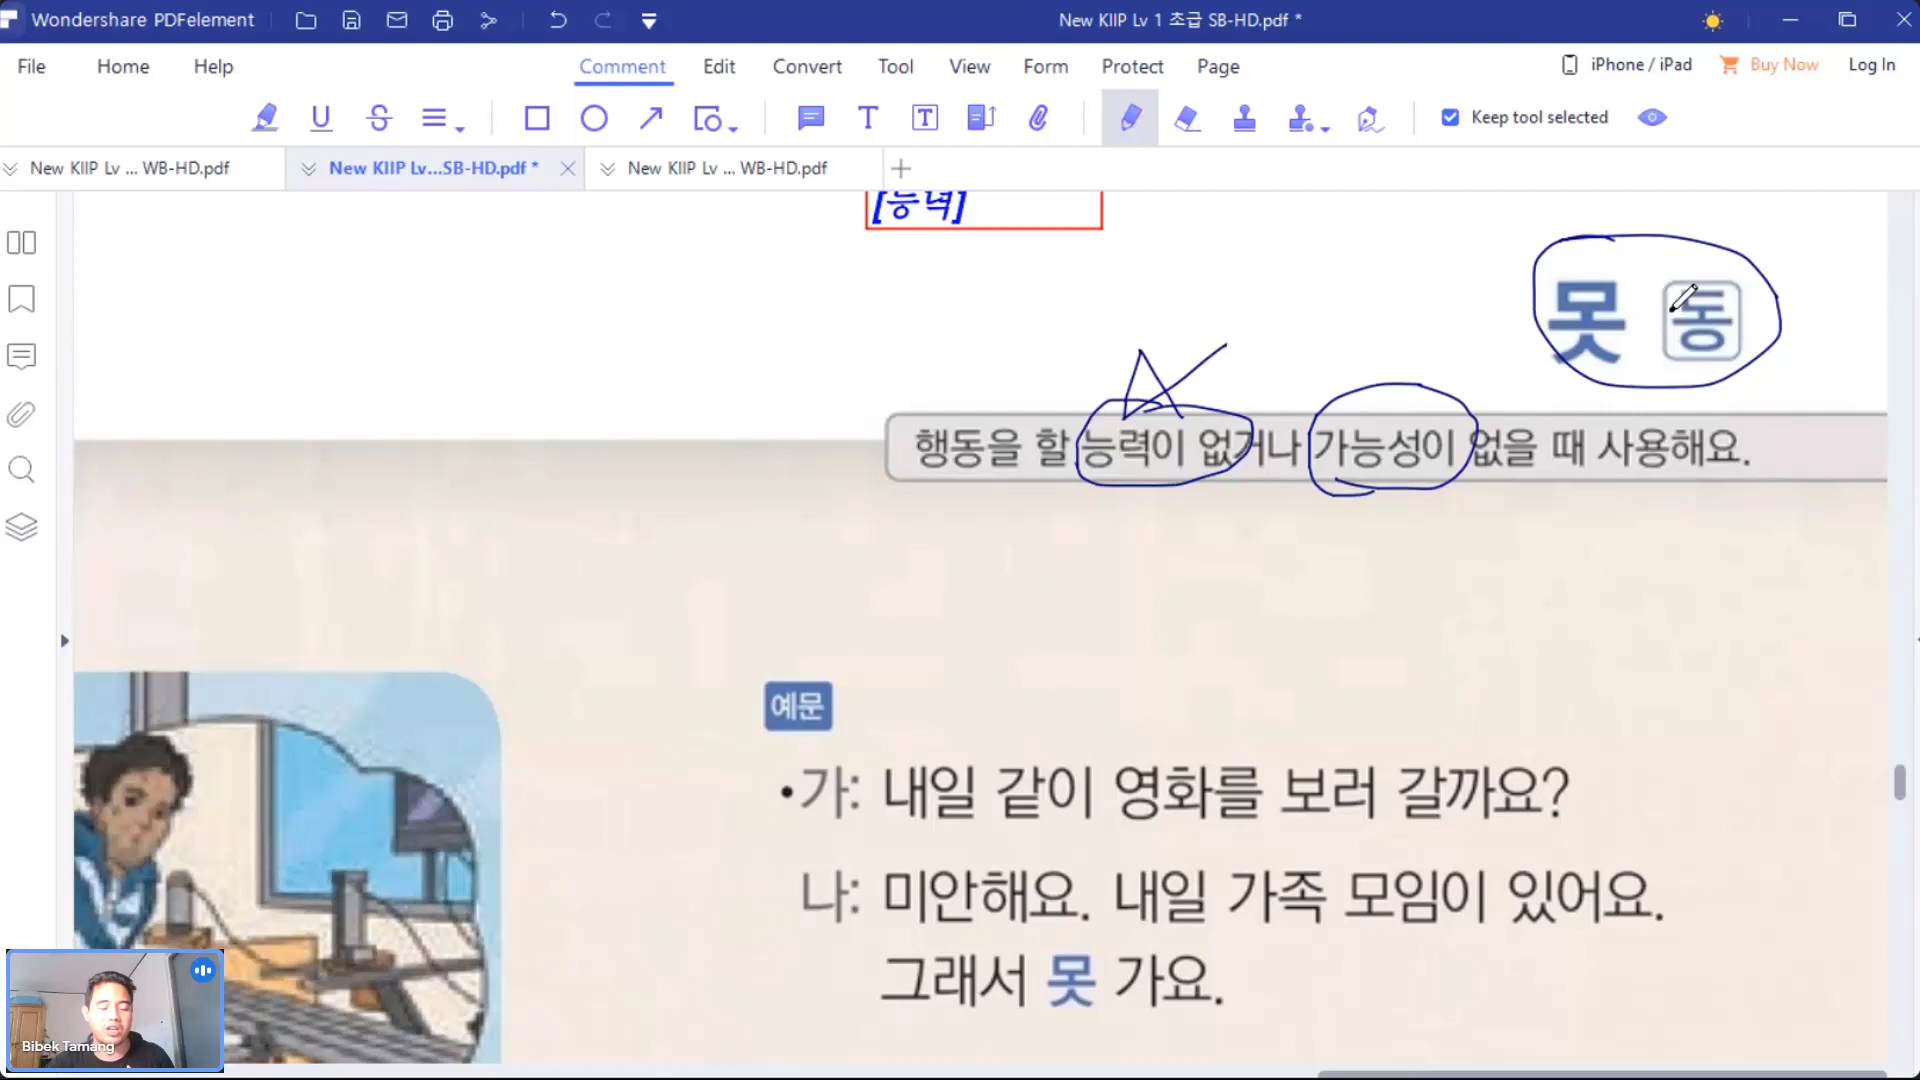 Wondershare PDFelement
New KIIP Lv 1 초급 SB-HD.pdf *
File Home Help Comment Edit Convert Tool View Form Protect Page iPhone / iPad Buy Now Log In
Keep tool selected
New KIIP Lv ... WB-HD.pdf New KIIP Lv...SB-HD.pdf * New KIIP Lv ... WB-HD.pdf
[능녁]
못 동
행동을 할 능력이 없거나 가능성이 없을 때 사용해요.
예문
•가: 내일 같이 영화를 보러 갈까요?
나: 미안해요. 내일 가족 모임이 있어요.
그래서 못 가요.
Bibek Tamang